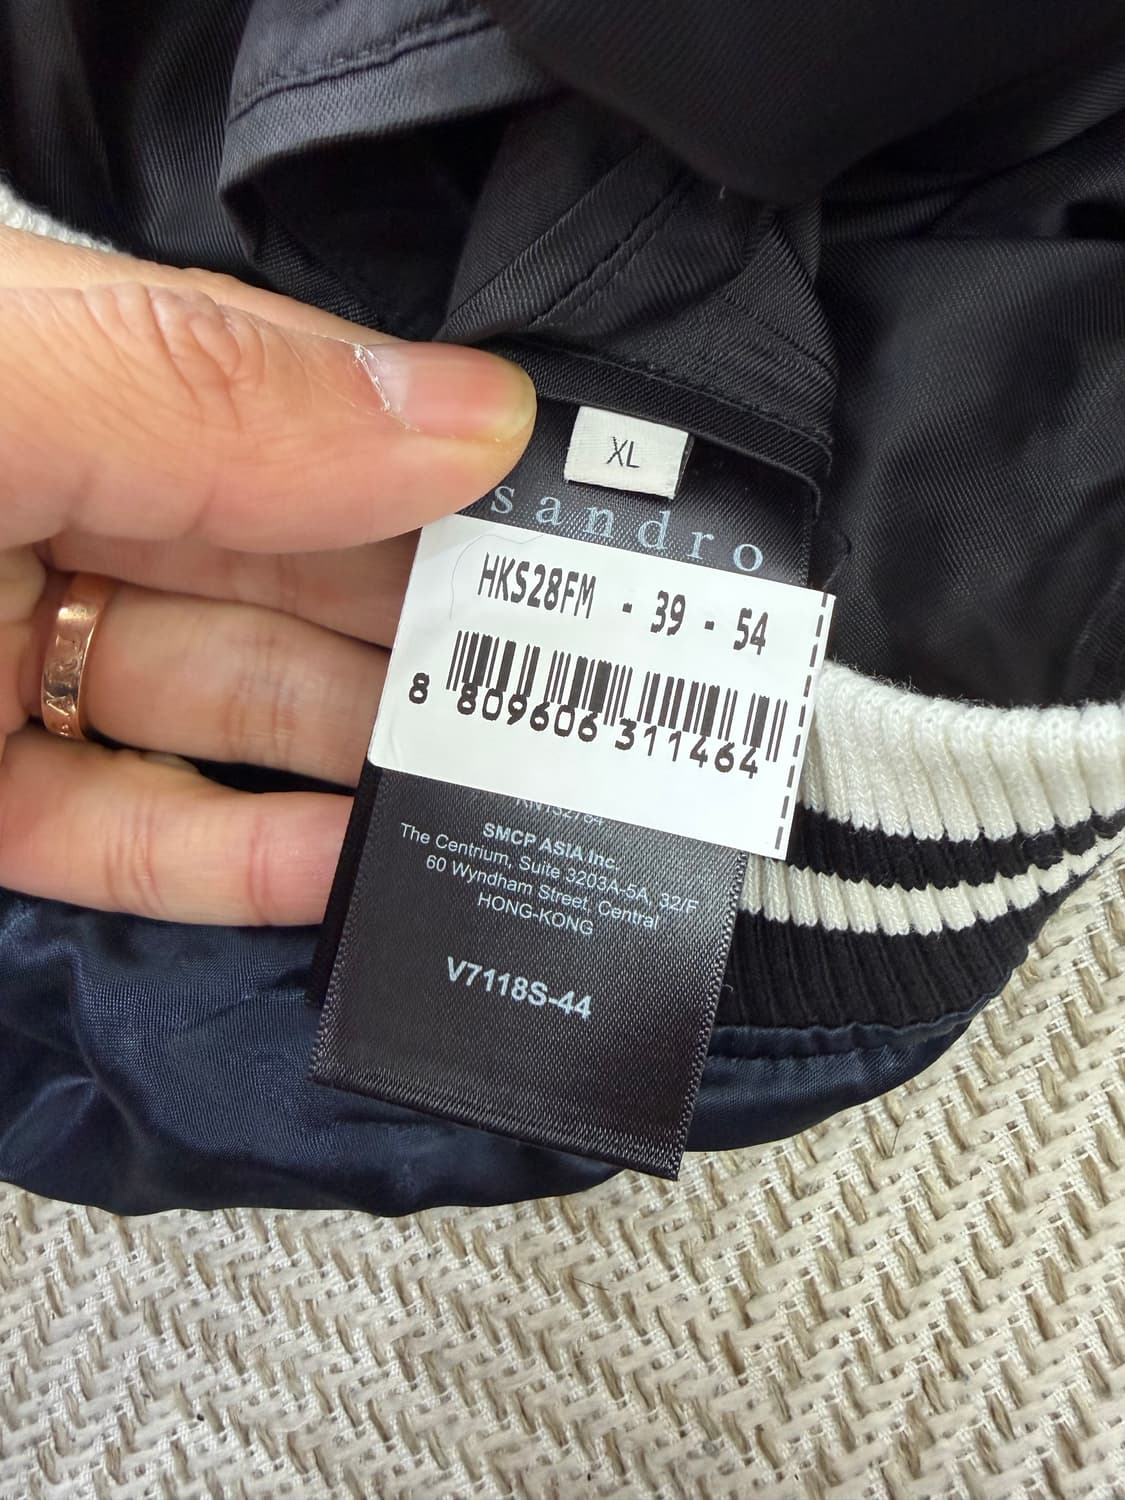 XL
sandro
HKS28FM - 39 - 54
8 809606 311464
SMCP ASIA Inc.
The Centrium, Suite 3203A-5A, 32/F
60 Wyndham Street, Central
HONG-KONG
V7118S-44